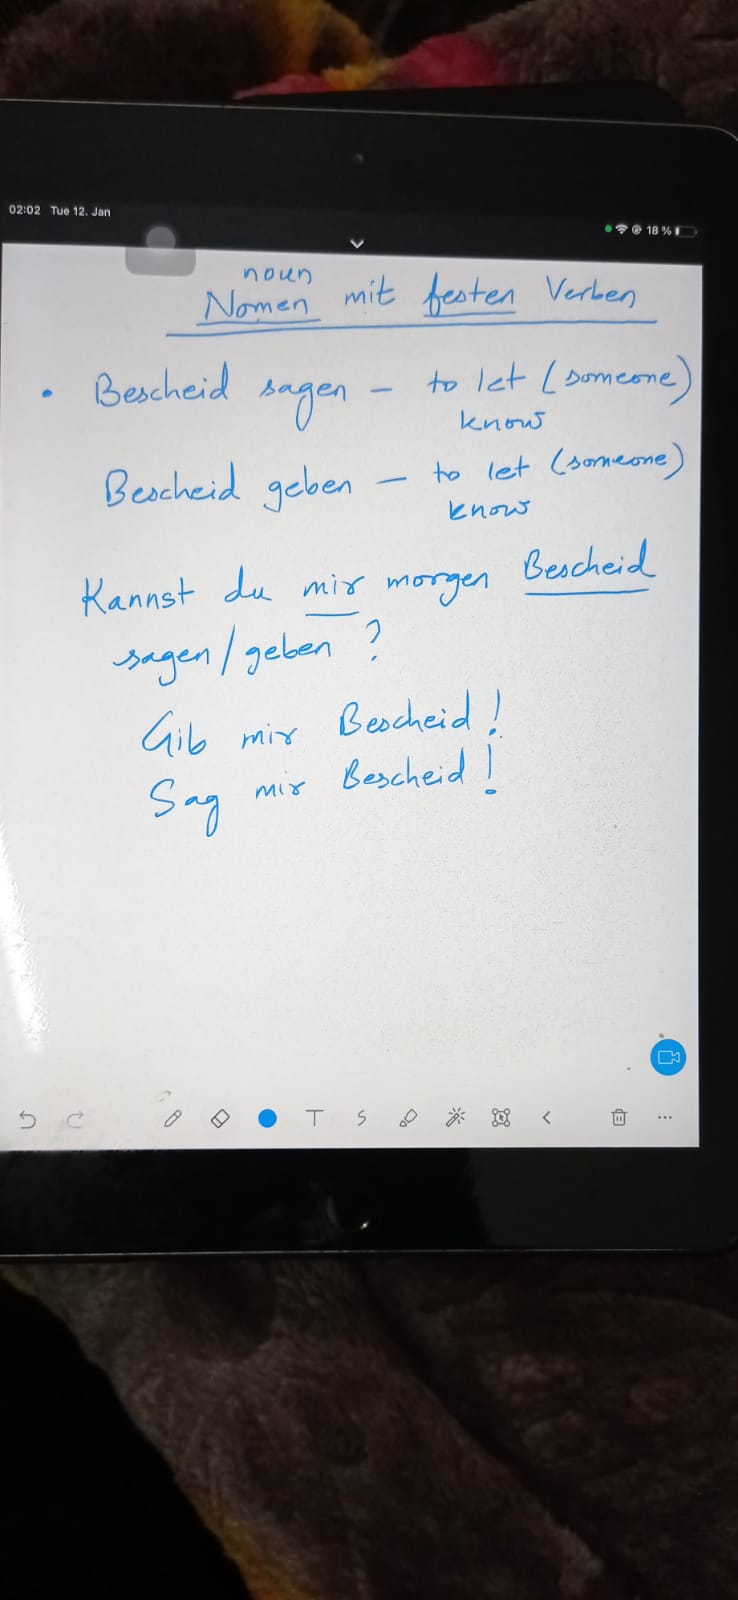 02:02 Tue 12. Jan
18 %
noun
Nomen mit festen Verben
• Bescheid sagen – to let (someone)
know
Bescheid geben – to let (someone)
know
Kannst du mir morgen Bescheid
sagen/geben ?
Gib mir Bescheid!
Sag mir Bescheid!
T